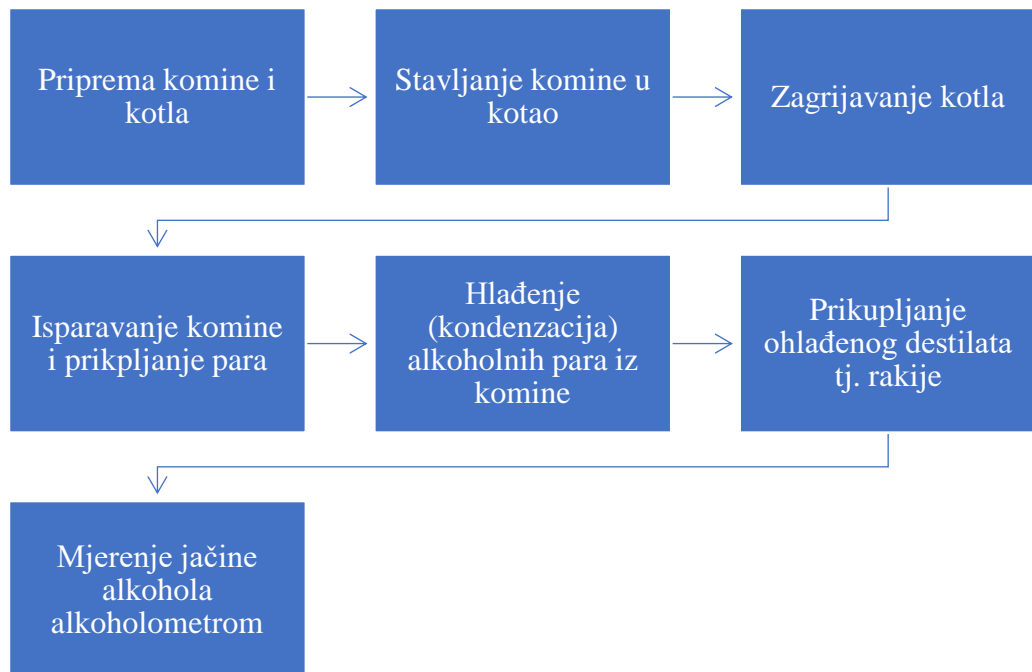 Priprema komine i
kotla
Stavljanje komine u
kotao
Zagrijavanje kotla
Isparavanje komine
i prikpljanje para
Hlađenje
(kondenzacija)
alkoholnih para iz
komine
Prikupljanje
ohlađenog destilata
tj. rakije
Mjerenje jačine
alkohola
alkoholometrom